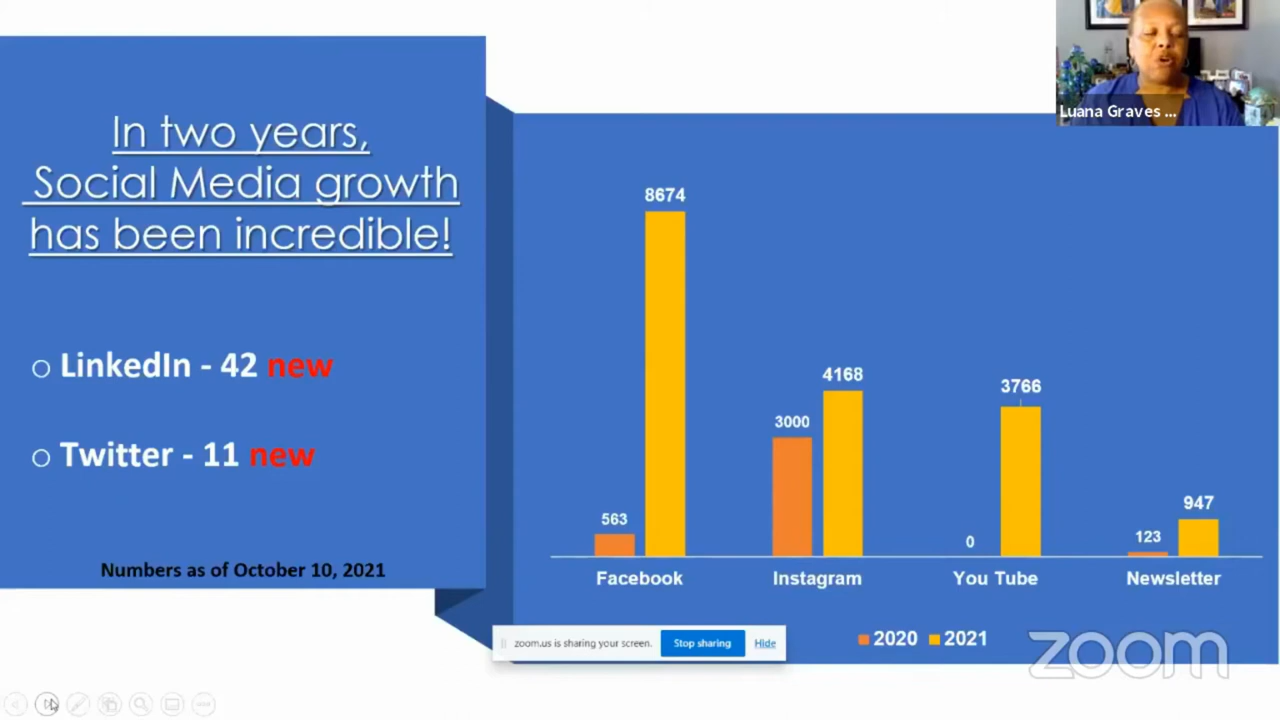 In two years,
Social Media growth
has been incredible!
LinkedIn - 42 new
Twitter - 11 new
Numbers as of October 10, 2021
Luana Graves ...
8674
4168
3766
3000
947
563
0
123
Facebook
Instagram
You Tube
Newsletter
2020
2021
zoom.us is sharing your screen.
Stop sharing
Hide
zoom